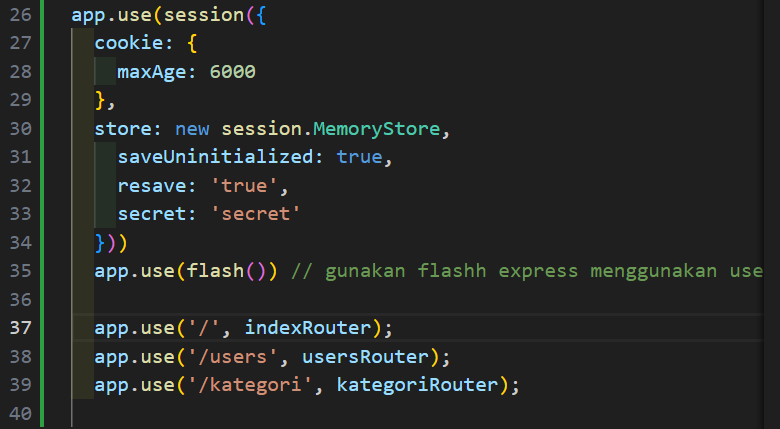 26 app.use(session({
27 cookie: {
28 maxAge: 6000
29 },
30 store: new session.MemoryStore,
31 saveUninitialized: true,
32 resave: 'true',
33 secret: 'secret'
34 }))
35 app.use(flash()) // gunakan flashh express menggunakan use
36
37 app.use('/', indexRouter);
38 app.use('/users', usersRouter);
39 app.use('/kategori', kategoriRouter);
40